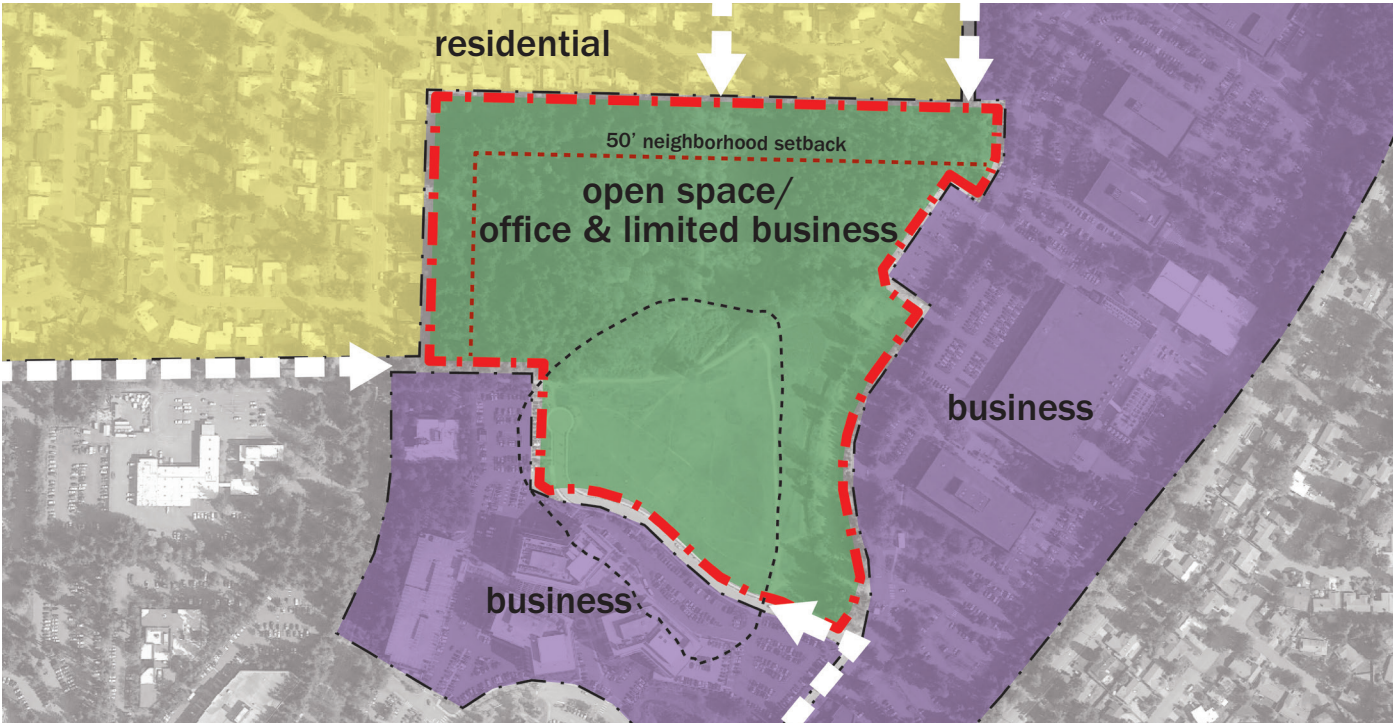 residential
50’ neighborhood setback
open space/
office & limited business
business
business